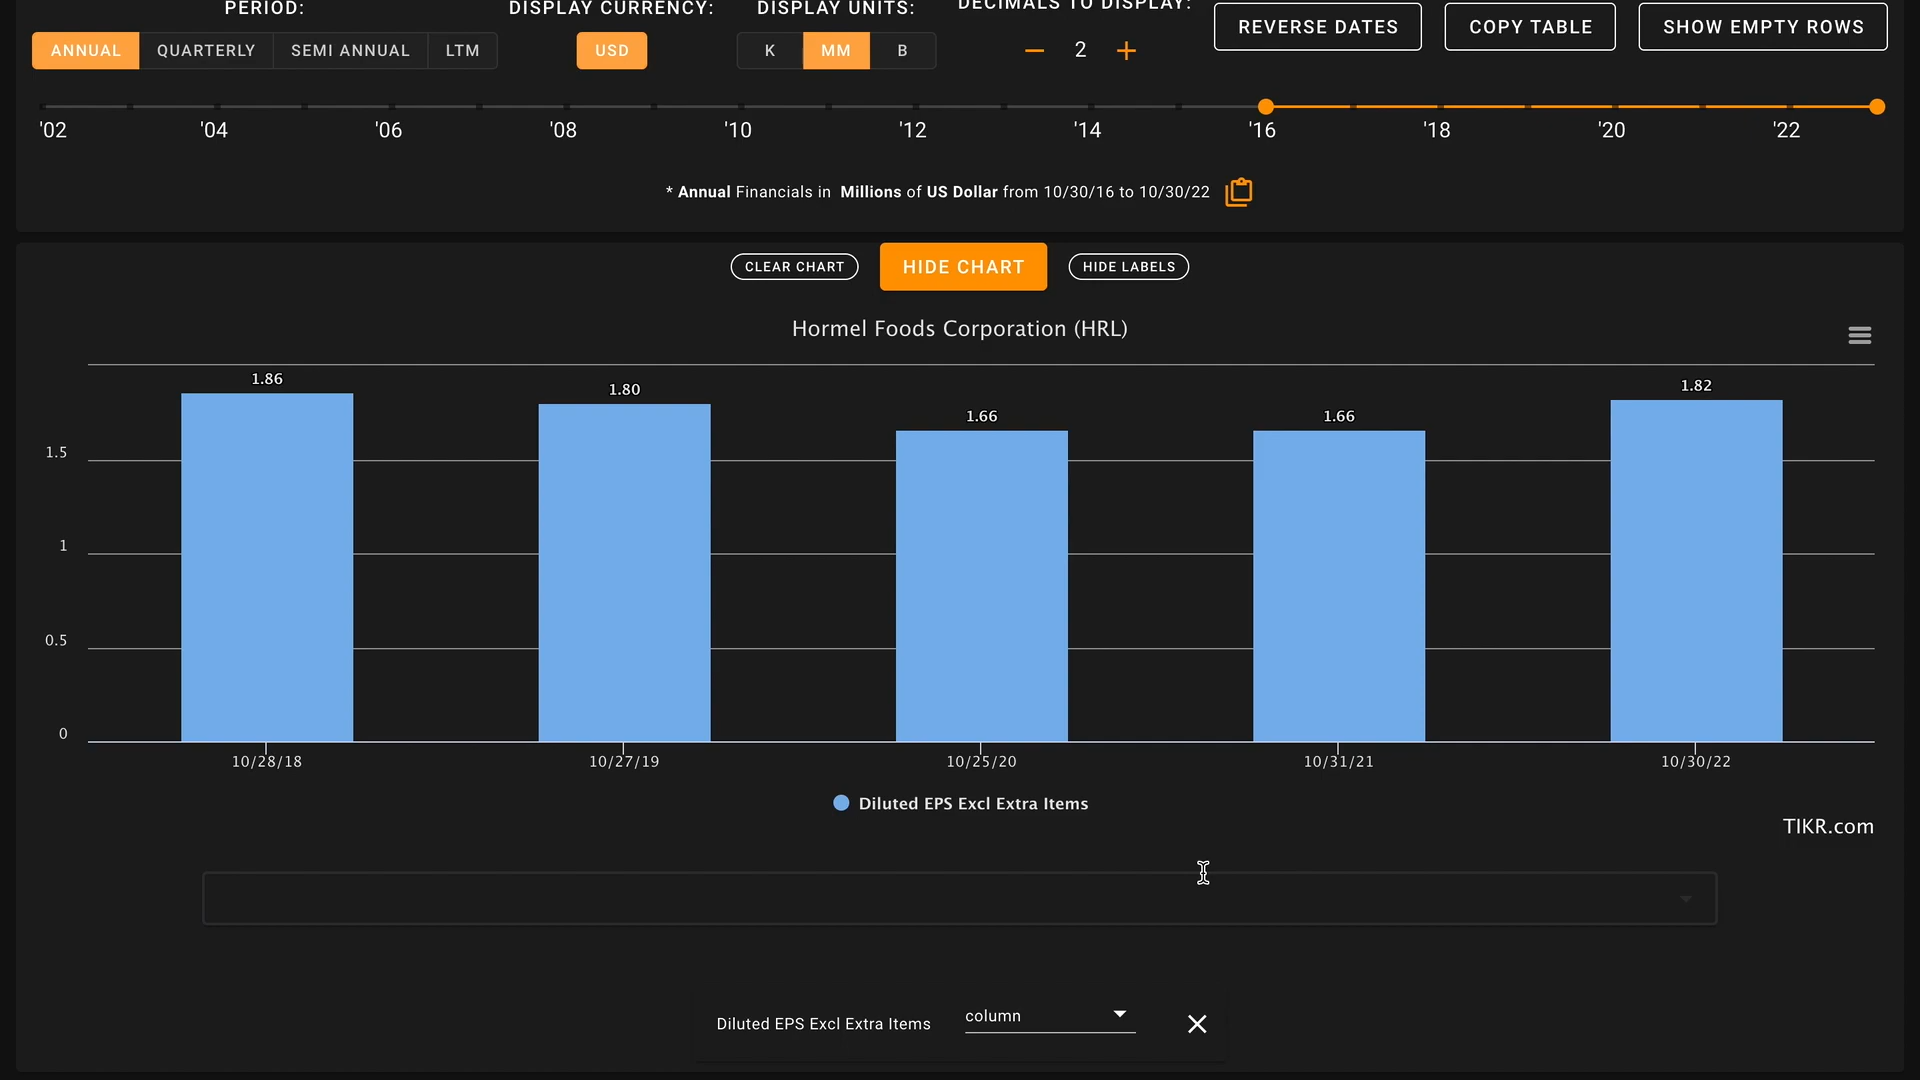 PERIOD: DISPLAY CURRENCY: DISPLAY UNITS: DECIMALS TO DISPLAY:
ANNUAL QUARTERLY SEMI ANNUAL LTM USD K MM B 2 REVERSE DATES COPY TABLE SHOW EMPTY ROWS
'02 '04 '06 '08 '10 '12 '14 '16 '18 '20 '22
* Annual Financials in Millions of US Dollar from 10/30/16 to 10/30/22
CLEAR CHART HIDE CHART HIDE LABELS
Hormel Foods Corporation (HRL)
1.86 1.80 1.66 1.66 1.82
1.5
1
0.5
0
10/28/18 10/27/19 10/25/20 10/31/21 10/30/22
Diluted EPS Excl Extra Items
TIKR.com
Diluted EPS Excl Extra Items column